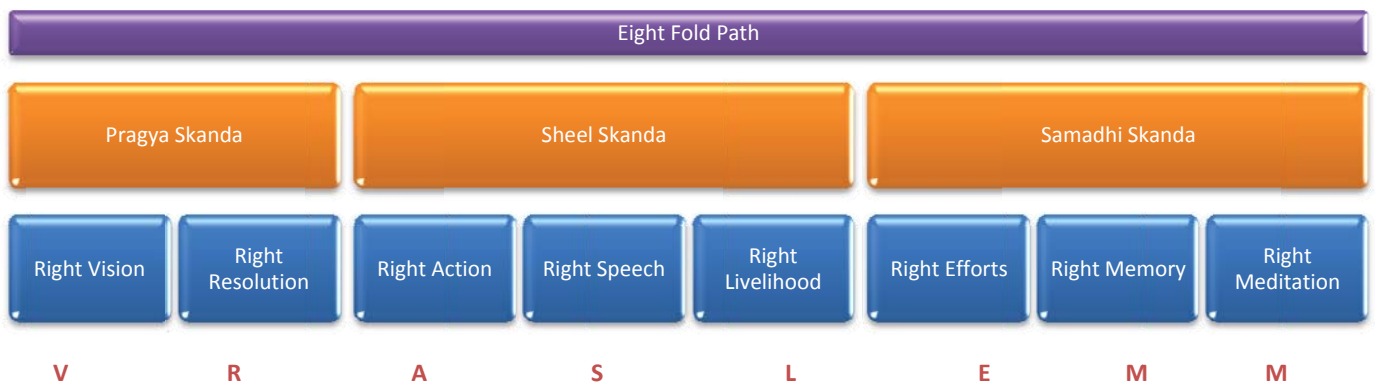 Eight Fold Path
Pragya Skanda
Sheel Skanda
Samadhi Skanda
Right Vision
Right
Resolution
Right Action
Right Speech
Right
Livelihood
Right Efforts
Right Memory
Right
Meditation
V R A S L E M M